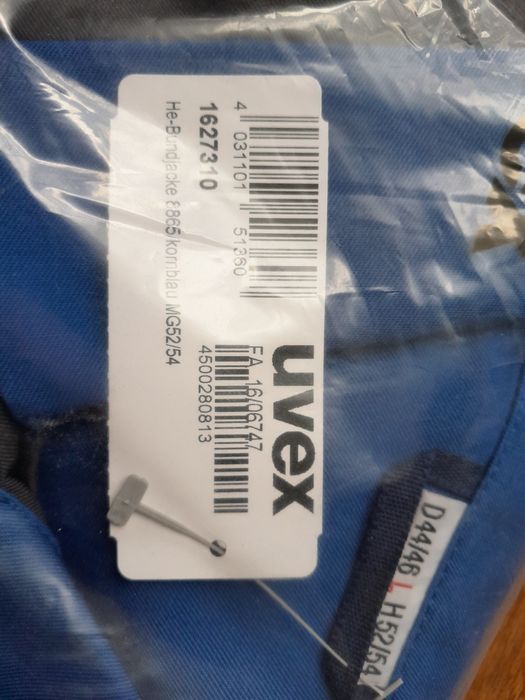 4 031101 51360
1627310
He-Bundjacke 8865 kornblau MG52/54
uvex
FA 16/06747
4500280813
D44/46 L H52/54